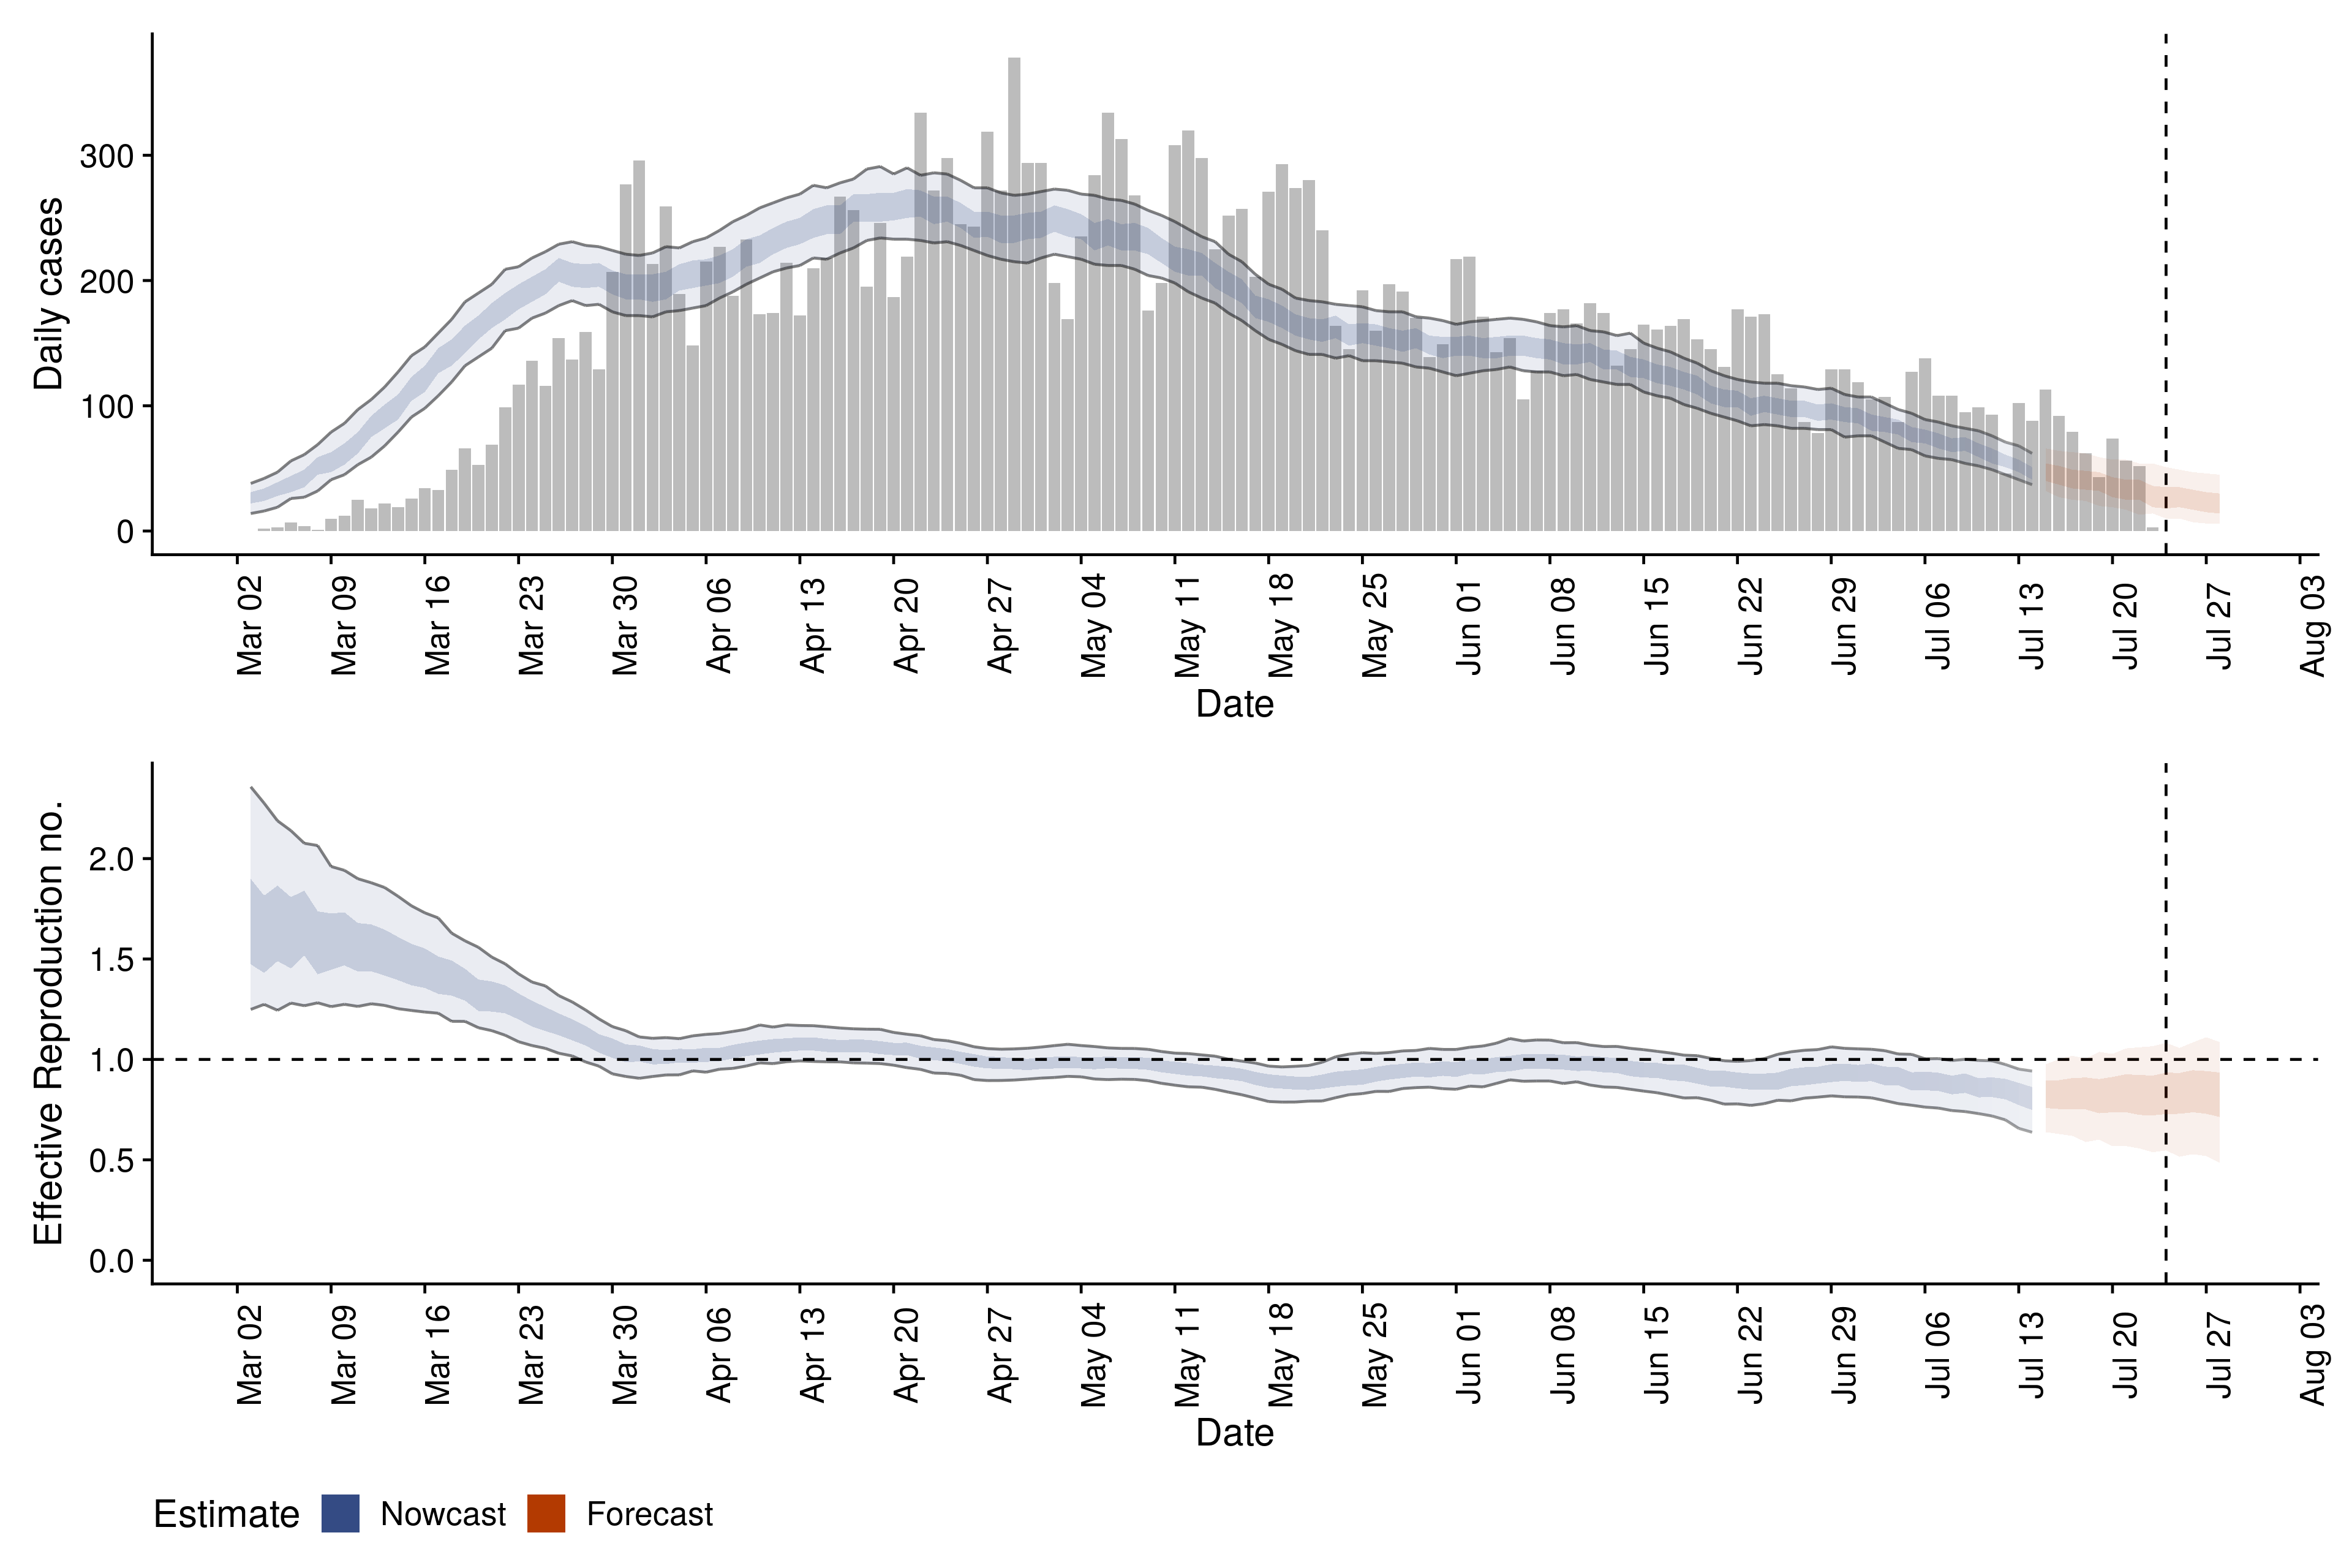 Daily cases
300
200
100
0
Mar 02
Mar 09
Mar 16
Mar 23
Mar 30
Apr 06
Apr 13
Apr 20
Apr 27
May 04
May 11
May 18
May 25
Jun 01
Jun 08
Jun 15
Jun 22
Jun 29
Jul 06
Jul 13
Jul 20
Jul 27
Aug 03
Date
Effective Reproduction no.
2.0
1.5
1.0
0.5
0.0
Mar 02
Mar 09
Mar 16
Mar 23
Mar 30
Apr 06
Apr 13
Apr 20
Apr 27
May 04
May 11
May 18
May 25
Jun 01
Jun 08
Jun 15
Jun 22
Jun 29
Jul 06
Jul 13
Jul 20
Jul 27
Aug 03
Date
Estimate Nowcast Forecast